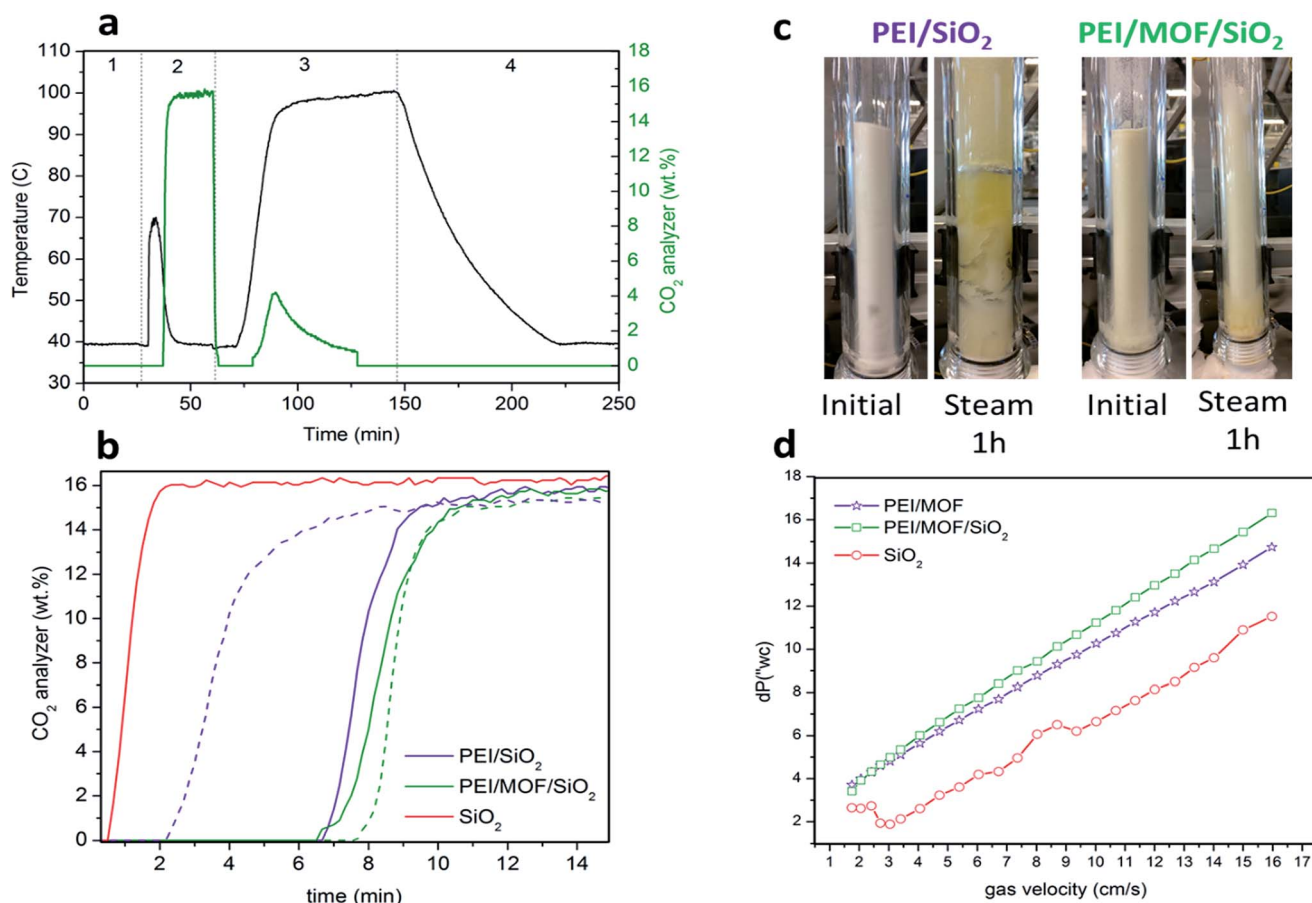 a
1 2 3 4
110
100
90
80
70
60
50
40
30
Temperature (C)
18
16
14
12
10
8
6
4
2
0
CO₂ analyzer (wt.%)
0 50 100 150 200 250
Time (min)
b
16
14
12
10
8
6
4
2
0
CO₂ analyzer (wt.%)
PEI/SiO₂
PEI/MOF/SiO₂
SiO₂
2 4 6 8 10 12 14
time (min)
c
PEI/SiO₂ PEI/MOF/SiO₂
Initial Steam Initial Steam
1h 1h
d
18
16
14
12
10
8
6
4
2
dP("wc)
PEI/MOF
PEI/MOF/SiO₂
SiO₂
1 2 3 4 5 6 7 8 9 10 11 12 13 14 15 16 17
gas velocity (cm/s)